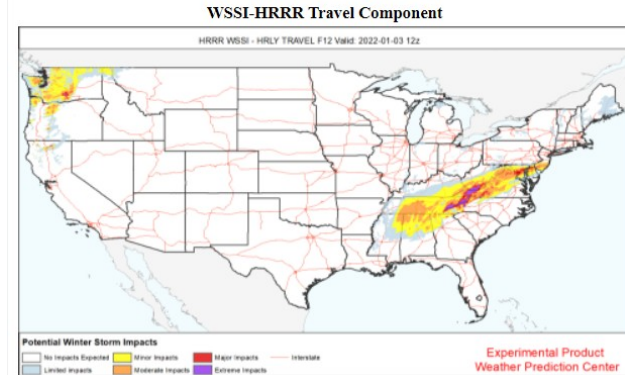 WSSI-HRRR Travel Component
HRRR WSSI - HRLY TRAVEL F12 Valid: 2022-01-03 12z
Potential Winter Storm Impacts
No Impacts Expected
Minor Impacts
Major Impacts
Interstate
Limited Impacts
Moderate Impacts
Extreme Impacts
Experimental Product
Weather Prediction Center